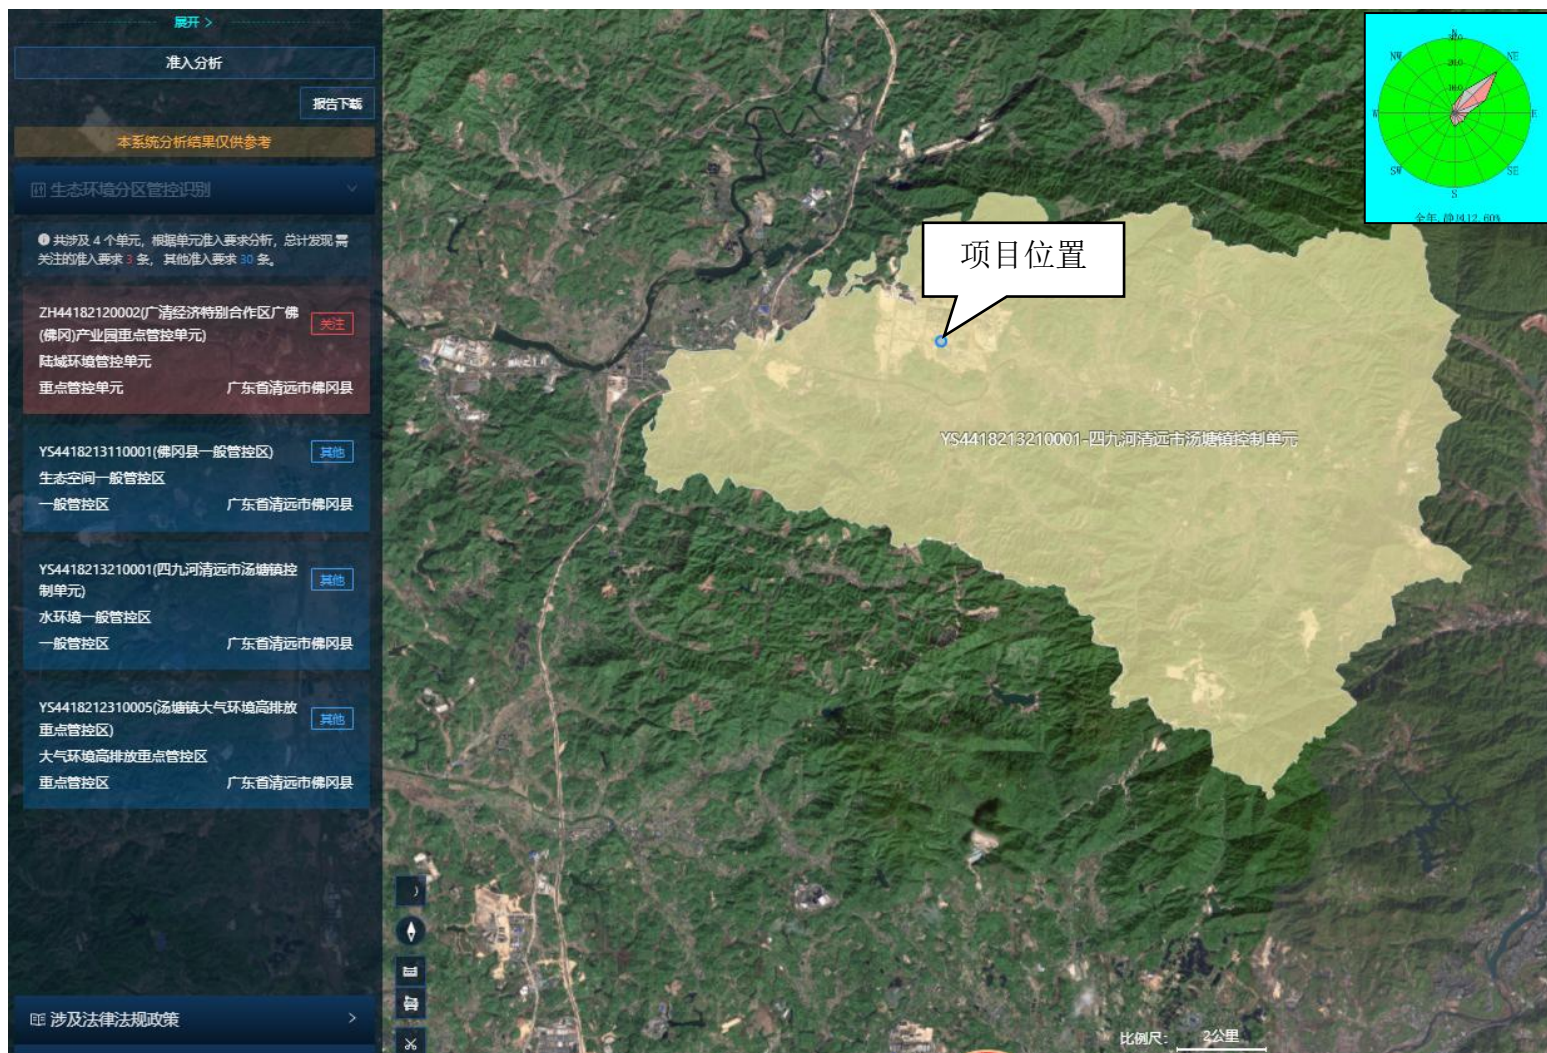 展开 >
准入分析
报告下载
本系统分析结果仅供参考
生态环境分区管控识别
共涉及 4 个单元，根据单元准入要求分析，总计发现 需
关注的准入要求 3 条， 其他准入要求 30 条。
ZH44182120002(广清经济特别合作区广佛
(佛冈)产业园重点管控单元)
关注
陆域环境管控单元
重点管控单元 广东省清远市佛冈县
YS4418213110001(佛冈县一般管控区)
其他
生态空间一般管控区
一般管控区 广东省清远市佛冈县
YS4418213210001(四九河清远市汤塘镇控
制单元)
其他
水环境一般管控区
一般管控区 广东省清远市佛冈县
YS4418212310005(汤塘镇大气环境高排放
重点管控区)
其他
大气环境高排放重点管控区
重点管控区 广东省清远市佛冈县
涉及法律法规政策 >
项目位置
YS4418213210001-四九河清远市汤塘镇控制单元
N
NW
NE
W
E
SW
SE
S
全年,静风12.60%
比例尺： 2公里